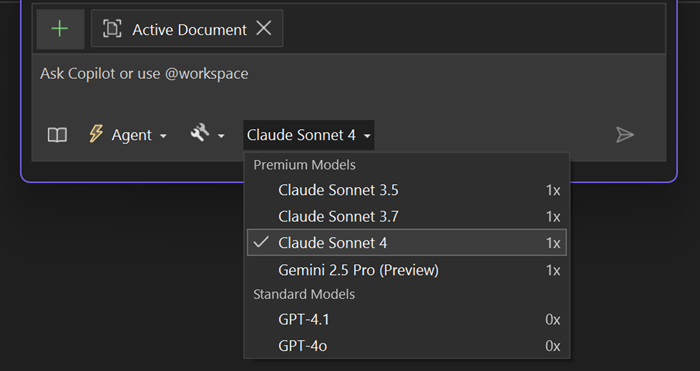 Active Document
Ask Copilot or use @workspace
Agent Claude Sonnet 4
Premium Models
Claude Sonnet 3.5 1x
Claude Sonnet 3.7 1x
Claude Sonnet 4 1x
Gemini 2.5 Pro (Preview) 1x
Standard Models
GPT-4.1 0x
GPT-4o 0x